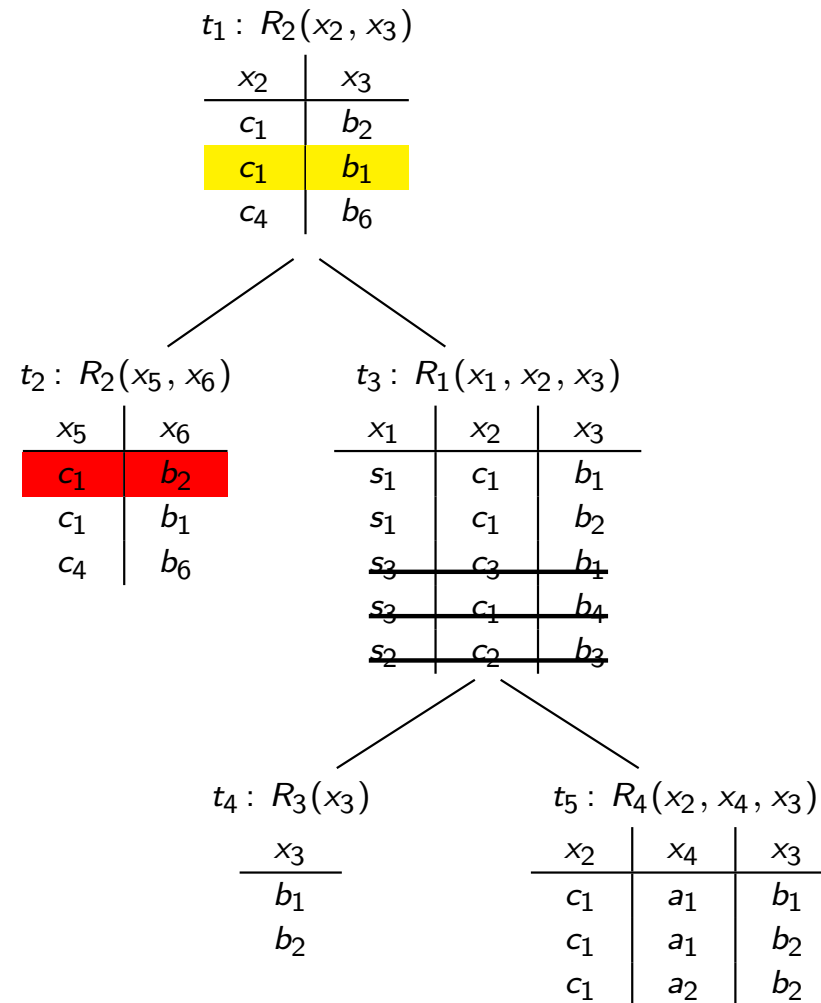 t₁ : R₂(x₂, x₃)
x₂ x₃
c₁ b₂
c₁ b₁
c₄ b₆
t₂ : R₂(x₅, x₆)
x₅ x₆
c₁ b₂
c₁ b₁
c₄ b₆
t₃ : R₁(x₁, x₂, x₃)
x₁ x₂ x₃
s₁ c₁ b₁
s₁ c₁ b₂
s₃ c₃ b₁
s₃ c₁ b₄
s₂ c₂ b₃
t₄ : R₃(x₃)
x₃
b₁
b₂
t₅ : R₄(x₂, x₄, x₃)
x₂ x₄ x₃
c₁ a₁ b₁
c₁ a₁ b₂
c₁ a₂ b₂